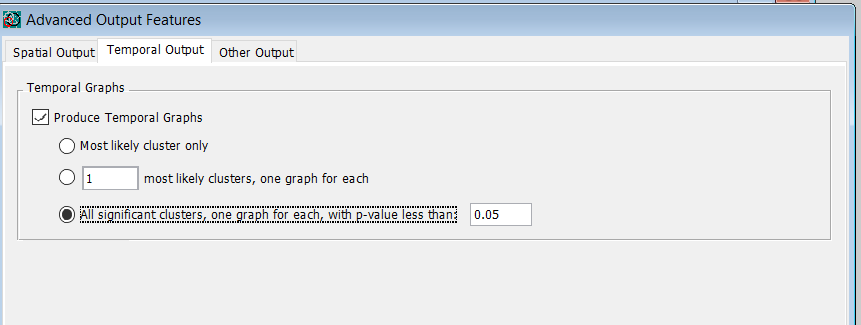 Advanced Output Features
Spatial Output Temporal Output Other Output
Temporal Graphs
Produce Temporal Graphs
Most likely cluster only
1 most likely clusters, one graph for each
All significant clusters, one graph for each, with p-value less than: 0.05